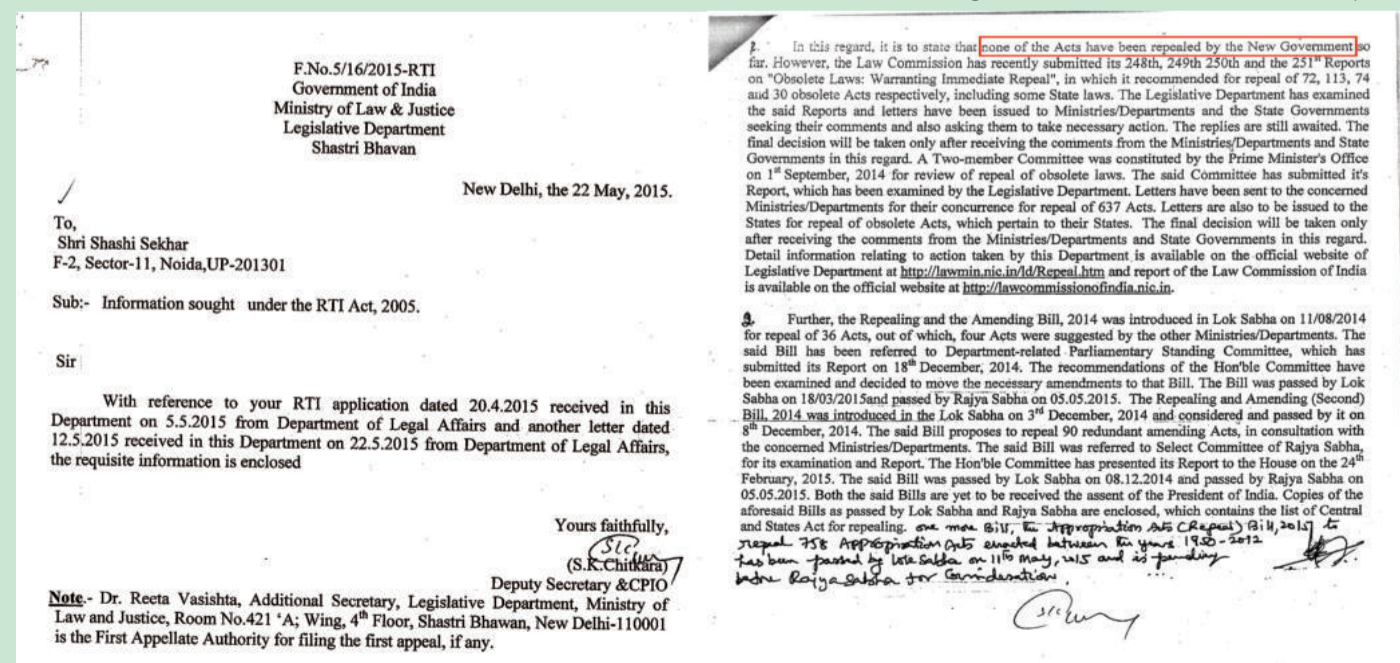 F.No.5/16/2015-RTI
Government of India
Ministry of Law & Justice
Legislative Department
Shastri Bhavan
New Delhi, the 22 May, 2015.
To,
Shri Shashi Sekhar
F-2, Sector-11, Noida,UP-201301
Sub:- Information sought under the RTI Act, 2005.
Sir
With reference to your RTI application dated 20.4.2015 received in this
Department on 5.5.2015 from Department of Legal Affairs and another letter dated
12.5.2015 received in this Department on 22.5.2015 from Department of Legal Affairs,
the requisite information is enclosed
Yours faithfully,
(S.K.Chitkara)
Deputy Secretary &CPIO
Note.- Dr. Reeta Vasishta, Additional Secretary, Legislative Department, Ministry of
Law and Justice, Room No.421 ‘A; Wing, 4th Floor, Shastri Bhawan, New Delhi-110001
is the First Appellate Authority for filing the first appeal, if any.
In this regard, it is to state that none of the Acts have been repealed by the New Government so
far. However, the Law Commission has recently submitted its 248th, 249th 250th and the 251st Reports
on "Obsolete Laws: Warranting Immediate Repeal", in which it recommended for repeal of 72, 113, 74
and 30 obsolete Acts respectively, including some State laws. The Legislative Department has examined
the said Reports and letters have been issued to Ministries/Departments and the State Governments
seeking their comments and also asking them to take necessary action. The replies are still awaited. The
final decision will be taken only after receiving the comments from the Ministries/Departments and State
Governments in this regard. A Two-member Committee was constituted by the Prime Minister's Office
on 1st September, 2014 for review of repeal of obsolete laws. The said Committee has submitted it's
Report, which has been examined by the Legislative Department. Letters have been sent to the concerned
Ministries/Departments for their concurrence for repeal of 637 Acts. Letters are also to be issued to the
States for repeal of obsolete Acts, which pertain to their States. The final decision will be taken only
after receiving the comments from the Ministries/Departments and State Governments in this regard.
Detail information relating to action taken by this Department is available on the official website of
Legislative Department at http://lawmin.nic.in/ld/Repeal.htm and report of the Law Commission of India
is available on the official website at http://lawcommissionofindia.nic.in.
Further, the Repealing and the Amending Bill, 2014 was introduced in Lok Sabha on 11/08/2014
for repeal of 36 Acts, out of which, four Acts were suggested by the other Ministries/Departments. The
said Bill has been referred to Department-related Parliamentary Standing Committee, which has
submitted its Report on 18th December, 2014. The recommendations of the Hon'ble Committee have
been examined and decided to move the necessary amendments to that Bill. The Bill was passed by Lok
Sabha on 18/03/2015and passed by Rajya Sabha on 05.05.2015. The Repealing and Amending (Second)
Bill, 2014 was introduced in the Lok Sabha on 3rd December, 2014 and considered and passed by it on
8th December, 2014. The said Bill proposes to repeal 90 redundant amending Acts, in consultation with
the concerned Ministries/Departments. The said Bill was referred to Select Committee of Rajya Sabha,
for its examination and Report. The Hon'ble Committee has presented its Report to the House on the 24th
February, 2015. The said Bill was passed by Lok Sabha on 08.12.2014 and passed by Rajya Sabha on
05.05.2015. Both the said Bills are yet to be received the assent of the President of India. Copies of the
aforesaid Bills as passed by Lok Sabha and Rajya Sabha are enclosed, which contains the list of Central
and States Act for repealing. one more Bill, the Appropriation Acts (Repeal) Bill, 2015 to
repeal 758 Appropriation Acts enacted between the years 1950-2012
has been passed by Lok Sabha on 11th May, 2015 and is pending
before Rajya Sabha for Consideration.